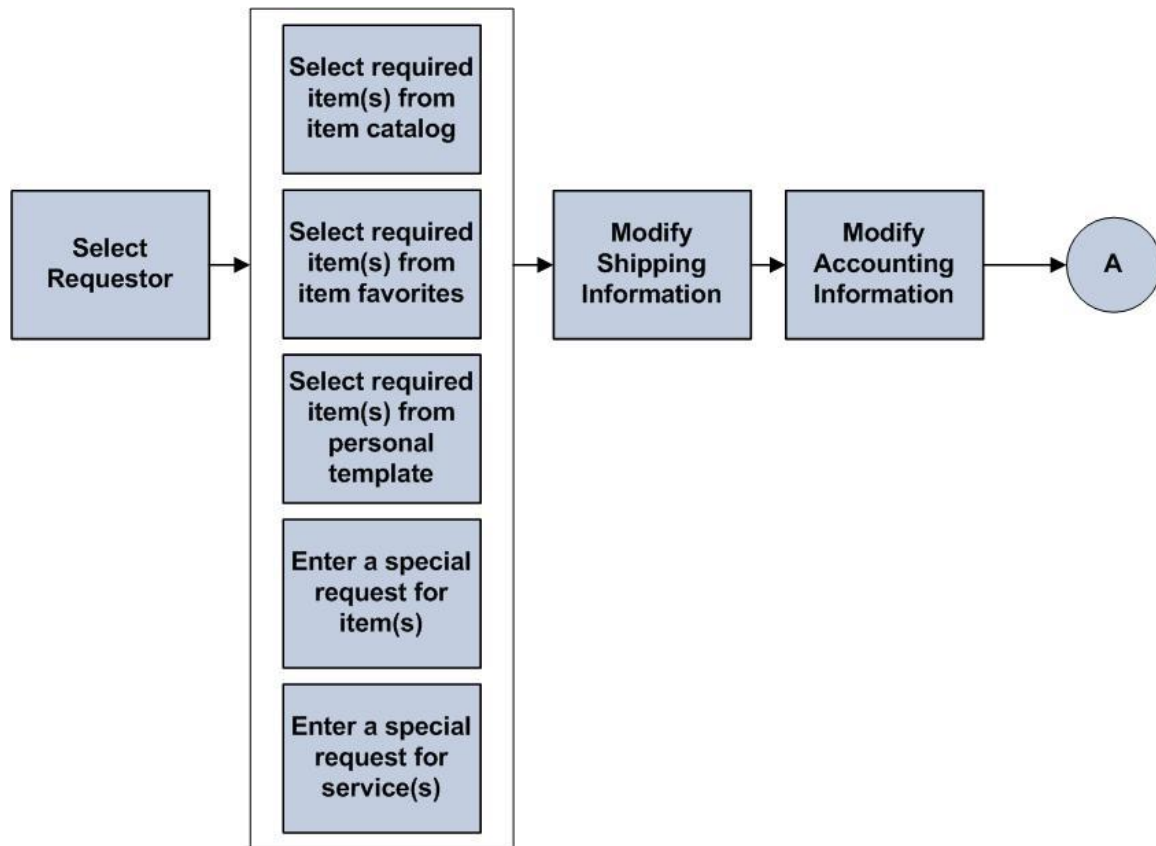 Select
Requestor
Select required
item(s) from
item catalog
Select required
item(s) from
item favorites
Select required
item(s) from
personal
template
Enter a special
request for
item(s)
Enter a special
request for
service(s)
Modify
Shipping
Information
Modify
Accounting
Information
A